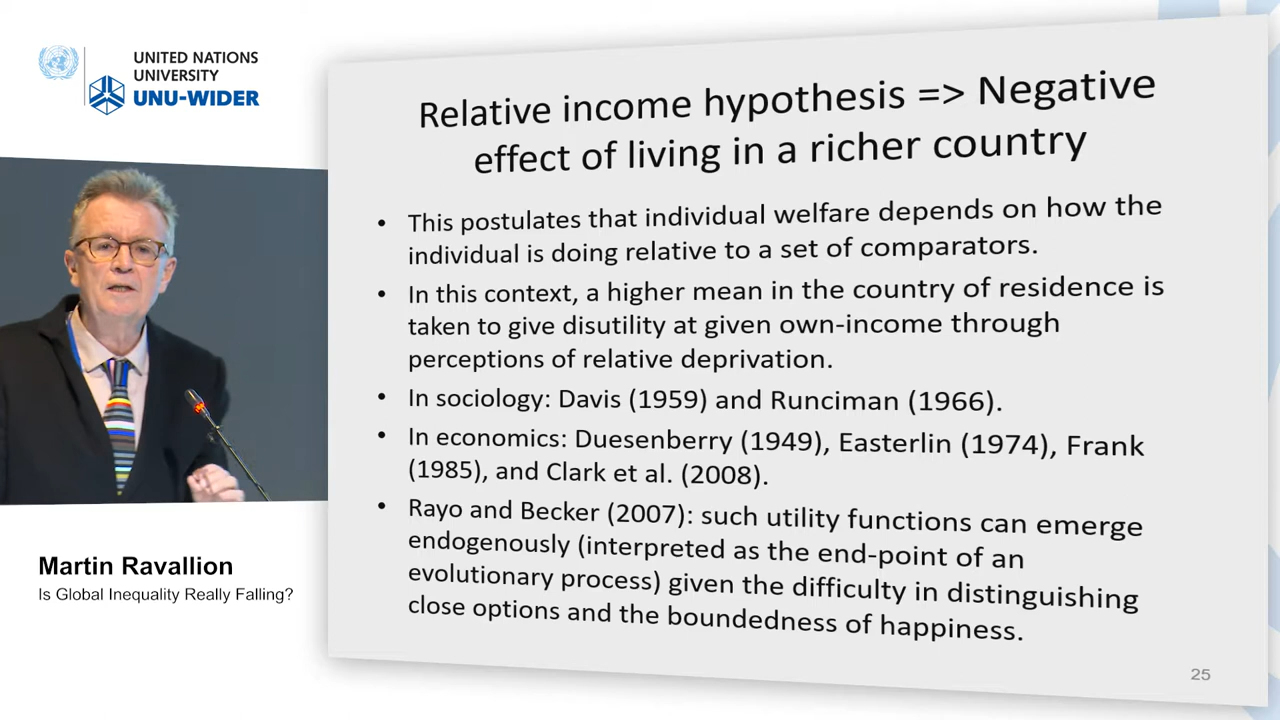 UNITED NATIONS
UNIVERSITY
UNU-WIDER
Relative income hypothesis => Negative
effect of living in a richer country
• This postulates that individual welfare depends on how the
individual is doing relative to a set of comparators.
• In this context, a higher mean in the country of residence is
taken to give disutility at given own-income through
perceptions of relative deprivation.
• In sociology: Davis (1959) and Runciman (1966).
• In economics: Duesenberry (1949), Easterlin (1974), Frank
(1985), and Clark et al. (2008).
• Rayo and Becker (2007): such utility functions can emerge
endogenously (interpreted as the end-point of an
evolutionary process) given the difficulty in distinguishing
close options and the boundedness of happiness.
25
Martin Ravallion
Is Global Inequality Really Falling?